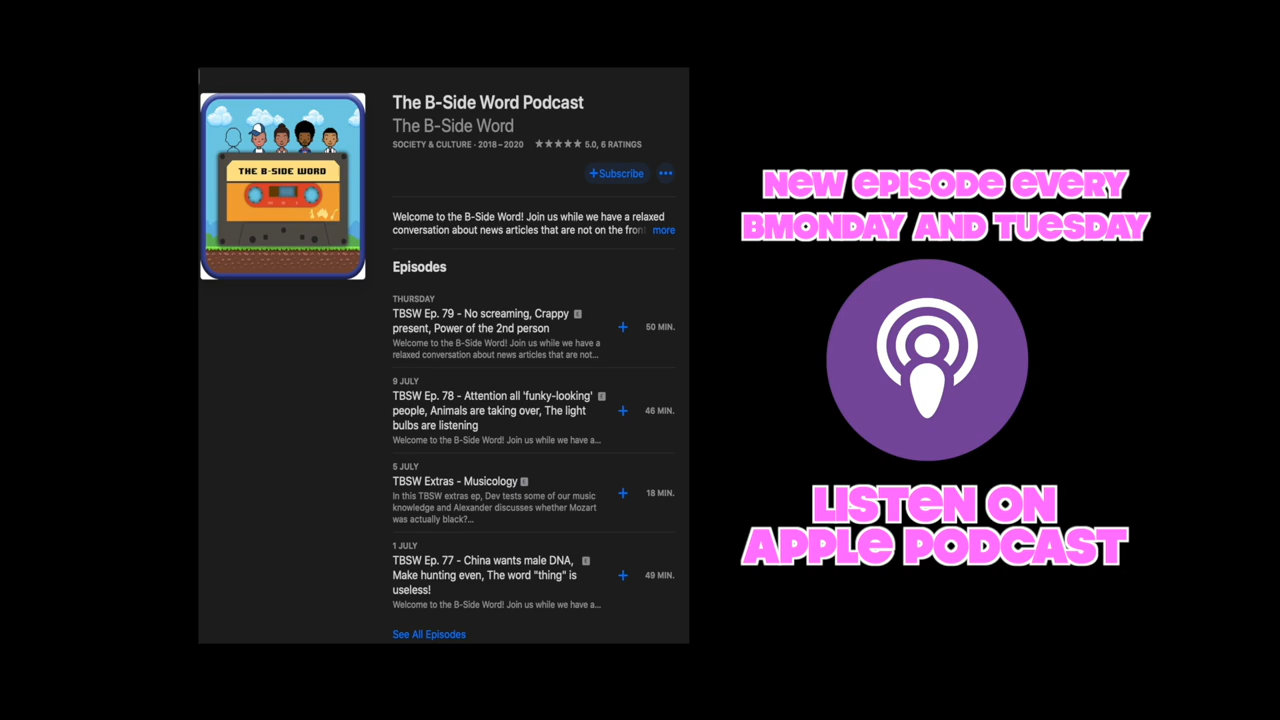 THE B-SIDE WORD
The B-Side Word Podcast
The B-Side Word
SOCIETY & CULTURE · 2018 – 2020 ★★★★★ 5.0, 6 RATINGS
+Subscribe •••
Welcome to the B-Side Word! Join us while we have a relaxed
conversation about news articles that are not on the front more
Episodes
THURSDAY
TBSW Ep. 79 - No screaming, Crappy E
present, Power of the 2nd person
+ 50 MIN.
Welcome to the B-Side Word! Join us while we have a
relaxed conversation about news articles that are not...
9 JULY
TBSW Ep. 78 - Attention all 'funky-looking' E
people, Animals are taking over, The light
bulbs are listening
+ 46 MIN.
Welcome to the B-Side Word! Join us while we have a...
5 JULY
TBSW Extras - Musicology E
In this TBSW extras ep, Dev tests some of our music
knowledge and Alexander discusses whether Mozart
was actually black?...
+ 18 MIN.
1 JULY
TBSW Ep. 77 - China wants male DNA, E
Make hunting even, The word "thing" is
useless!
+ 49 MIN.
Welcome to the B-Side Word! Join us while we have a...
See All Episodes
NEW EPISODE EVERY
BMONDAY AND TUESDAY
LISTEN ON
APPLE PODCAST